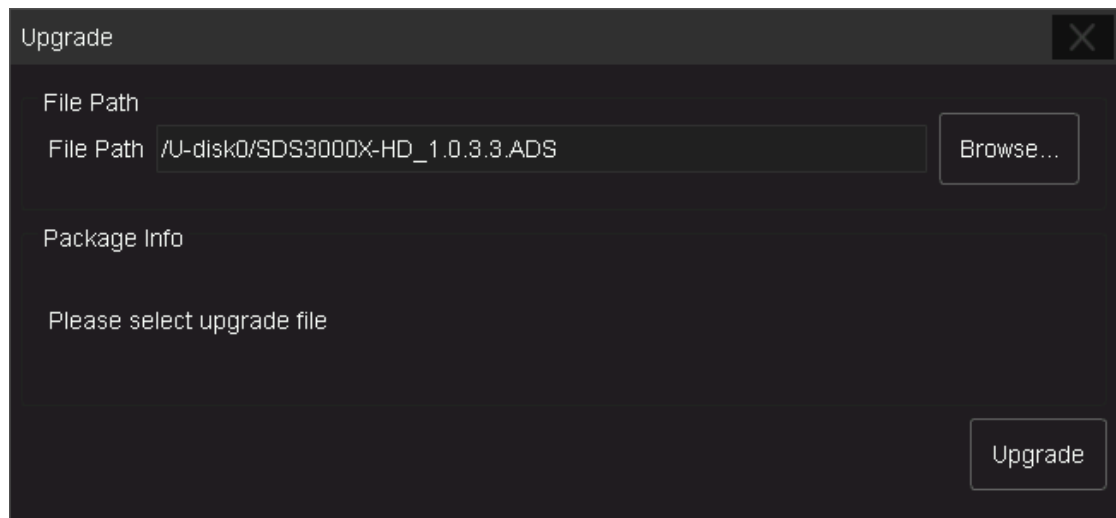 Upgrade
File Path
File Path /U-disk0/SDS3000X-HD_1.0.3.3.ADS Browse...
Package Info
Please select upgrade file
Upgrade